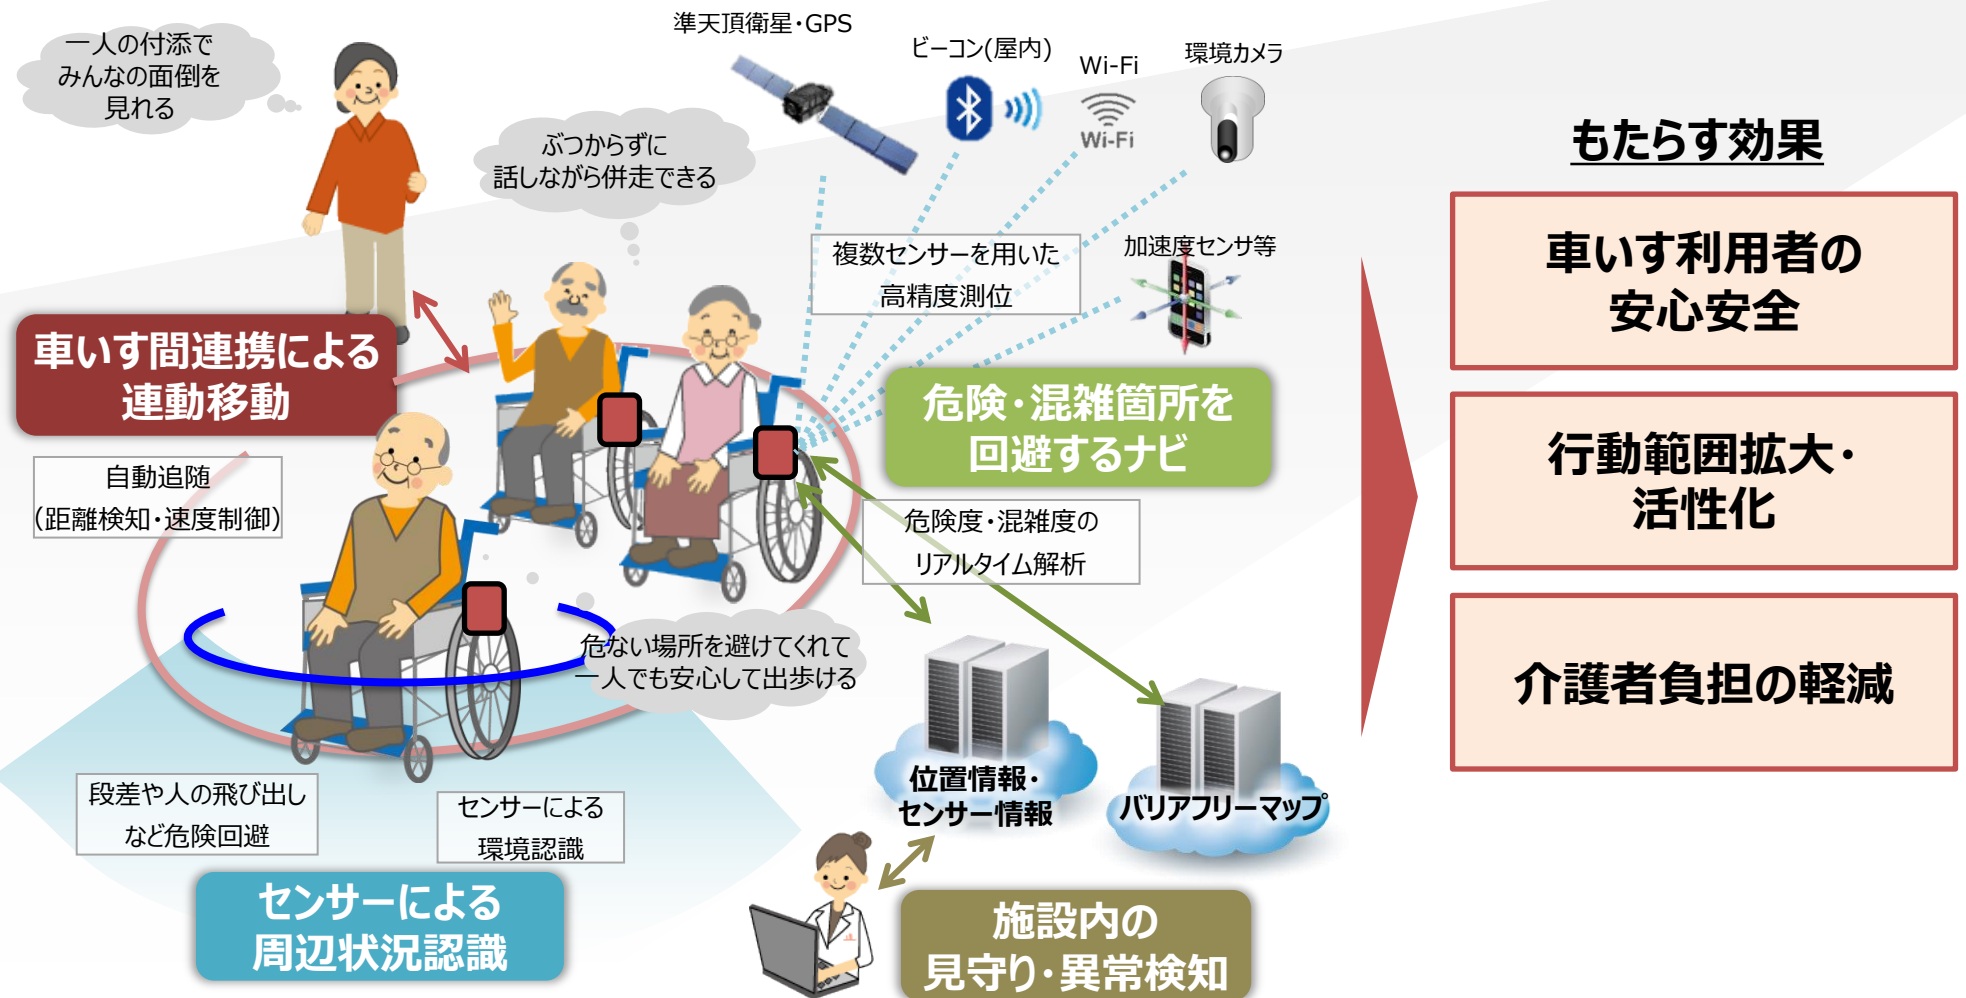 一人の付添で
みんなの面倒を
見れる
準天頂衛星・GPS
ビーコン(屋内)
Wi-Fi
Wi-Fi
環境カメラ
ぶつからずに
話しながら併走できる
複数センサーを用いた
高精度測位
加速度センサ等
車いす間連携による
連動移動
自動追随
(距離検知・速度制御)
危険・混雑箇所を
回避するナビ
危険度・混雑度の
リアルタイム解析
危ない場所を避けてくれて
一人でも安心して出歩ける
位置情報・
センサー情報
バリアフリーマップ
段差や人の飛び出し
など危険回避
センサーによる
環境認識
センサーによる
周辺状況認識
施設内の
見守り・異常検知
もたらす効果
車いす利用者の
安心安全
行動範囲拡大・
活性化
介護者負担の軽減